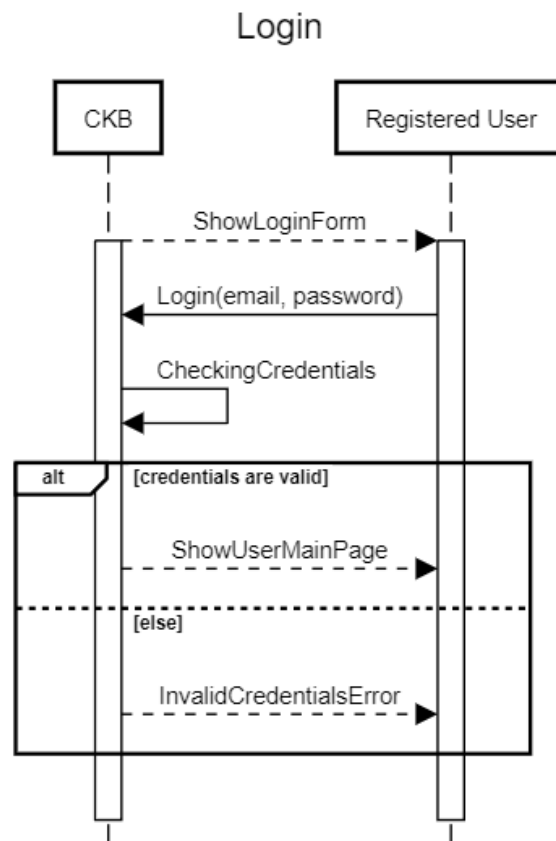 Login
CKB
Registered User
ShowLoginForm
Login(email, password)
CheckingCredentials
alt
[credentials are valid]
ShowUserMainPage
[else]
InvalidCredentialsError